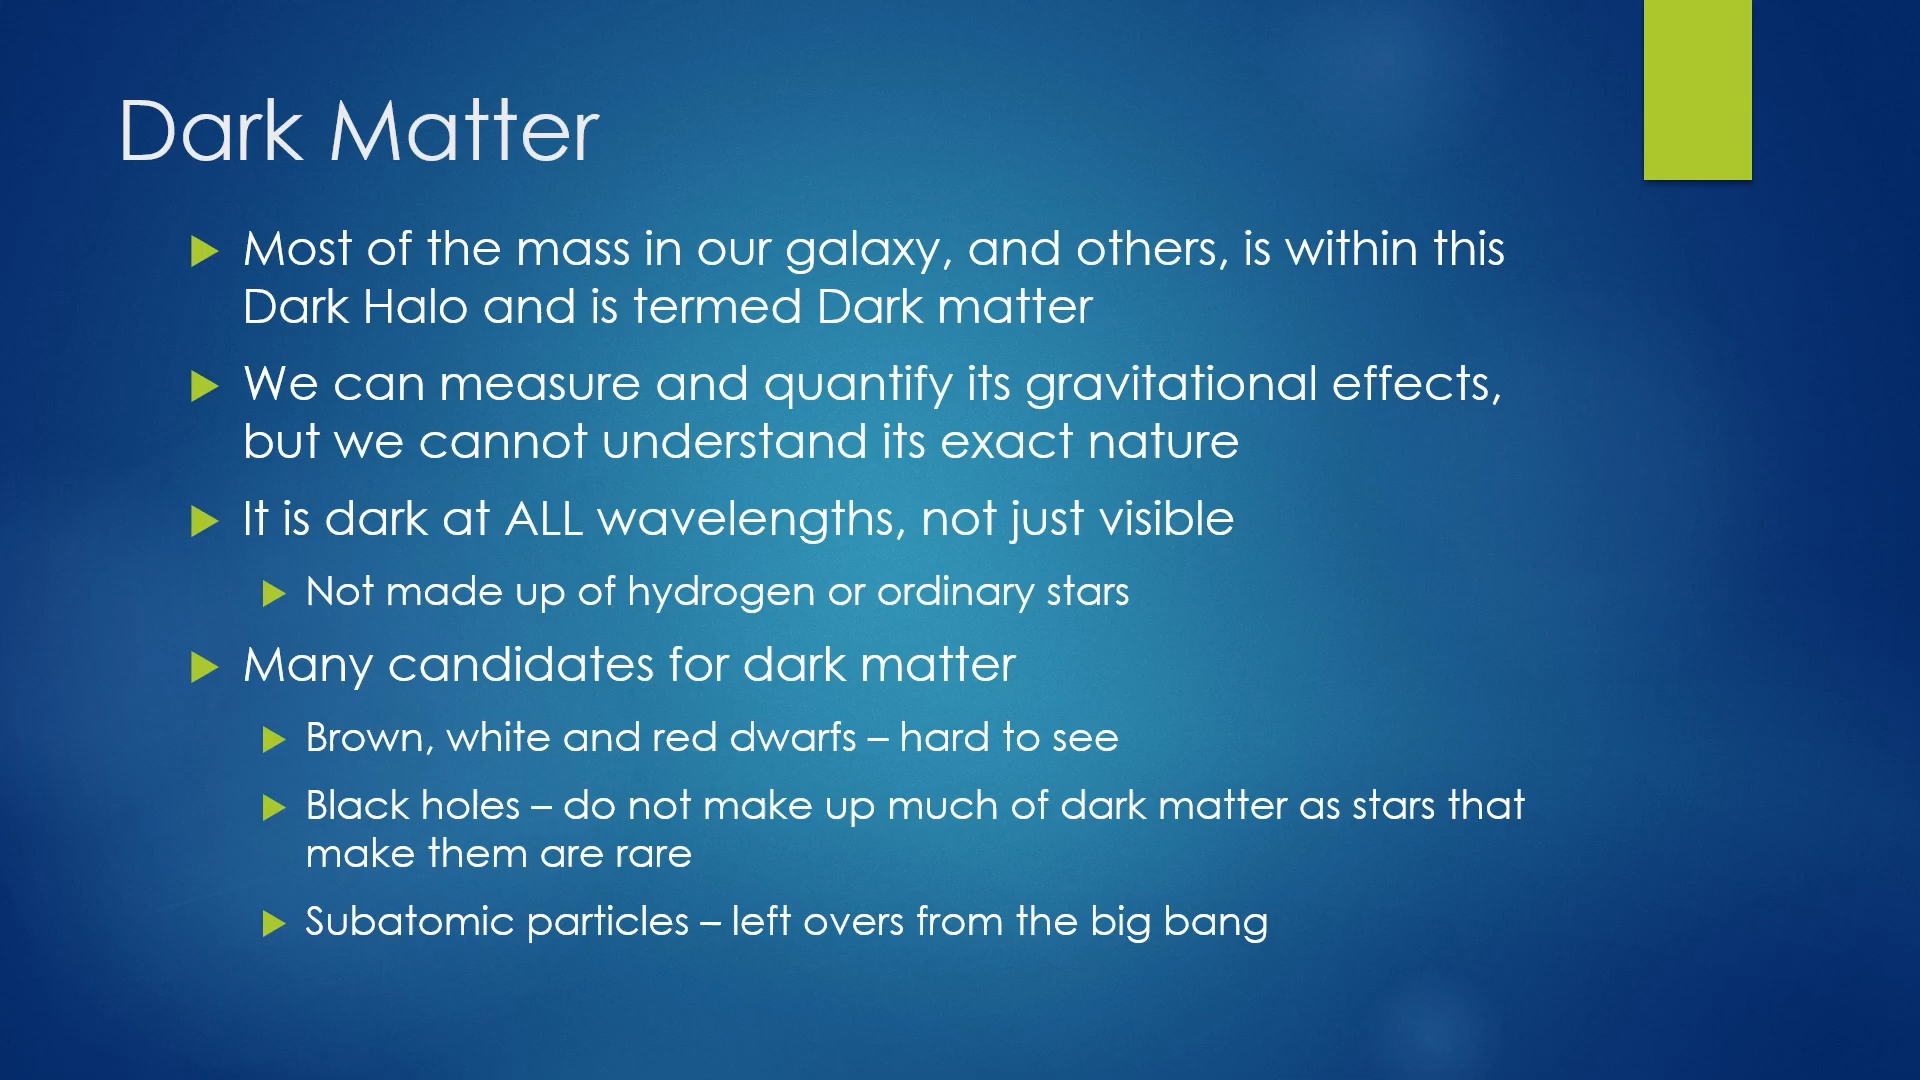 Dark Matter
Most of the mass in our galaxy, and others, is within this
Dark Halo and is termed Dark matter
We can measure and quantify its gravitational effects,
but we cannot understand its exact nature
It is dark at ALL wavelengths, not just visible
Not made up of hydrogen or ordinary stars
Many candidates for dark matter
Brown, white and red dwarfs – hard to see
Black holes – do not make up much of dark matter as stars that
make them are rare
Subatomic particles – left overs from the big bang